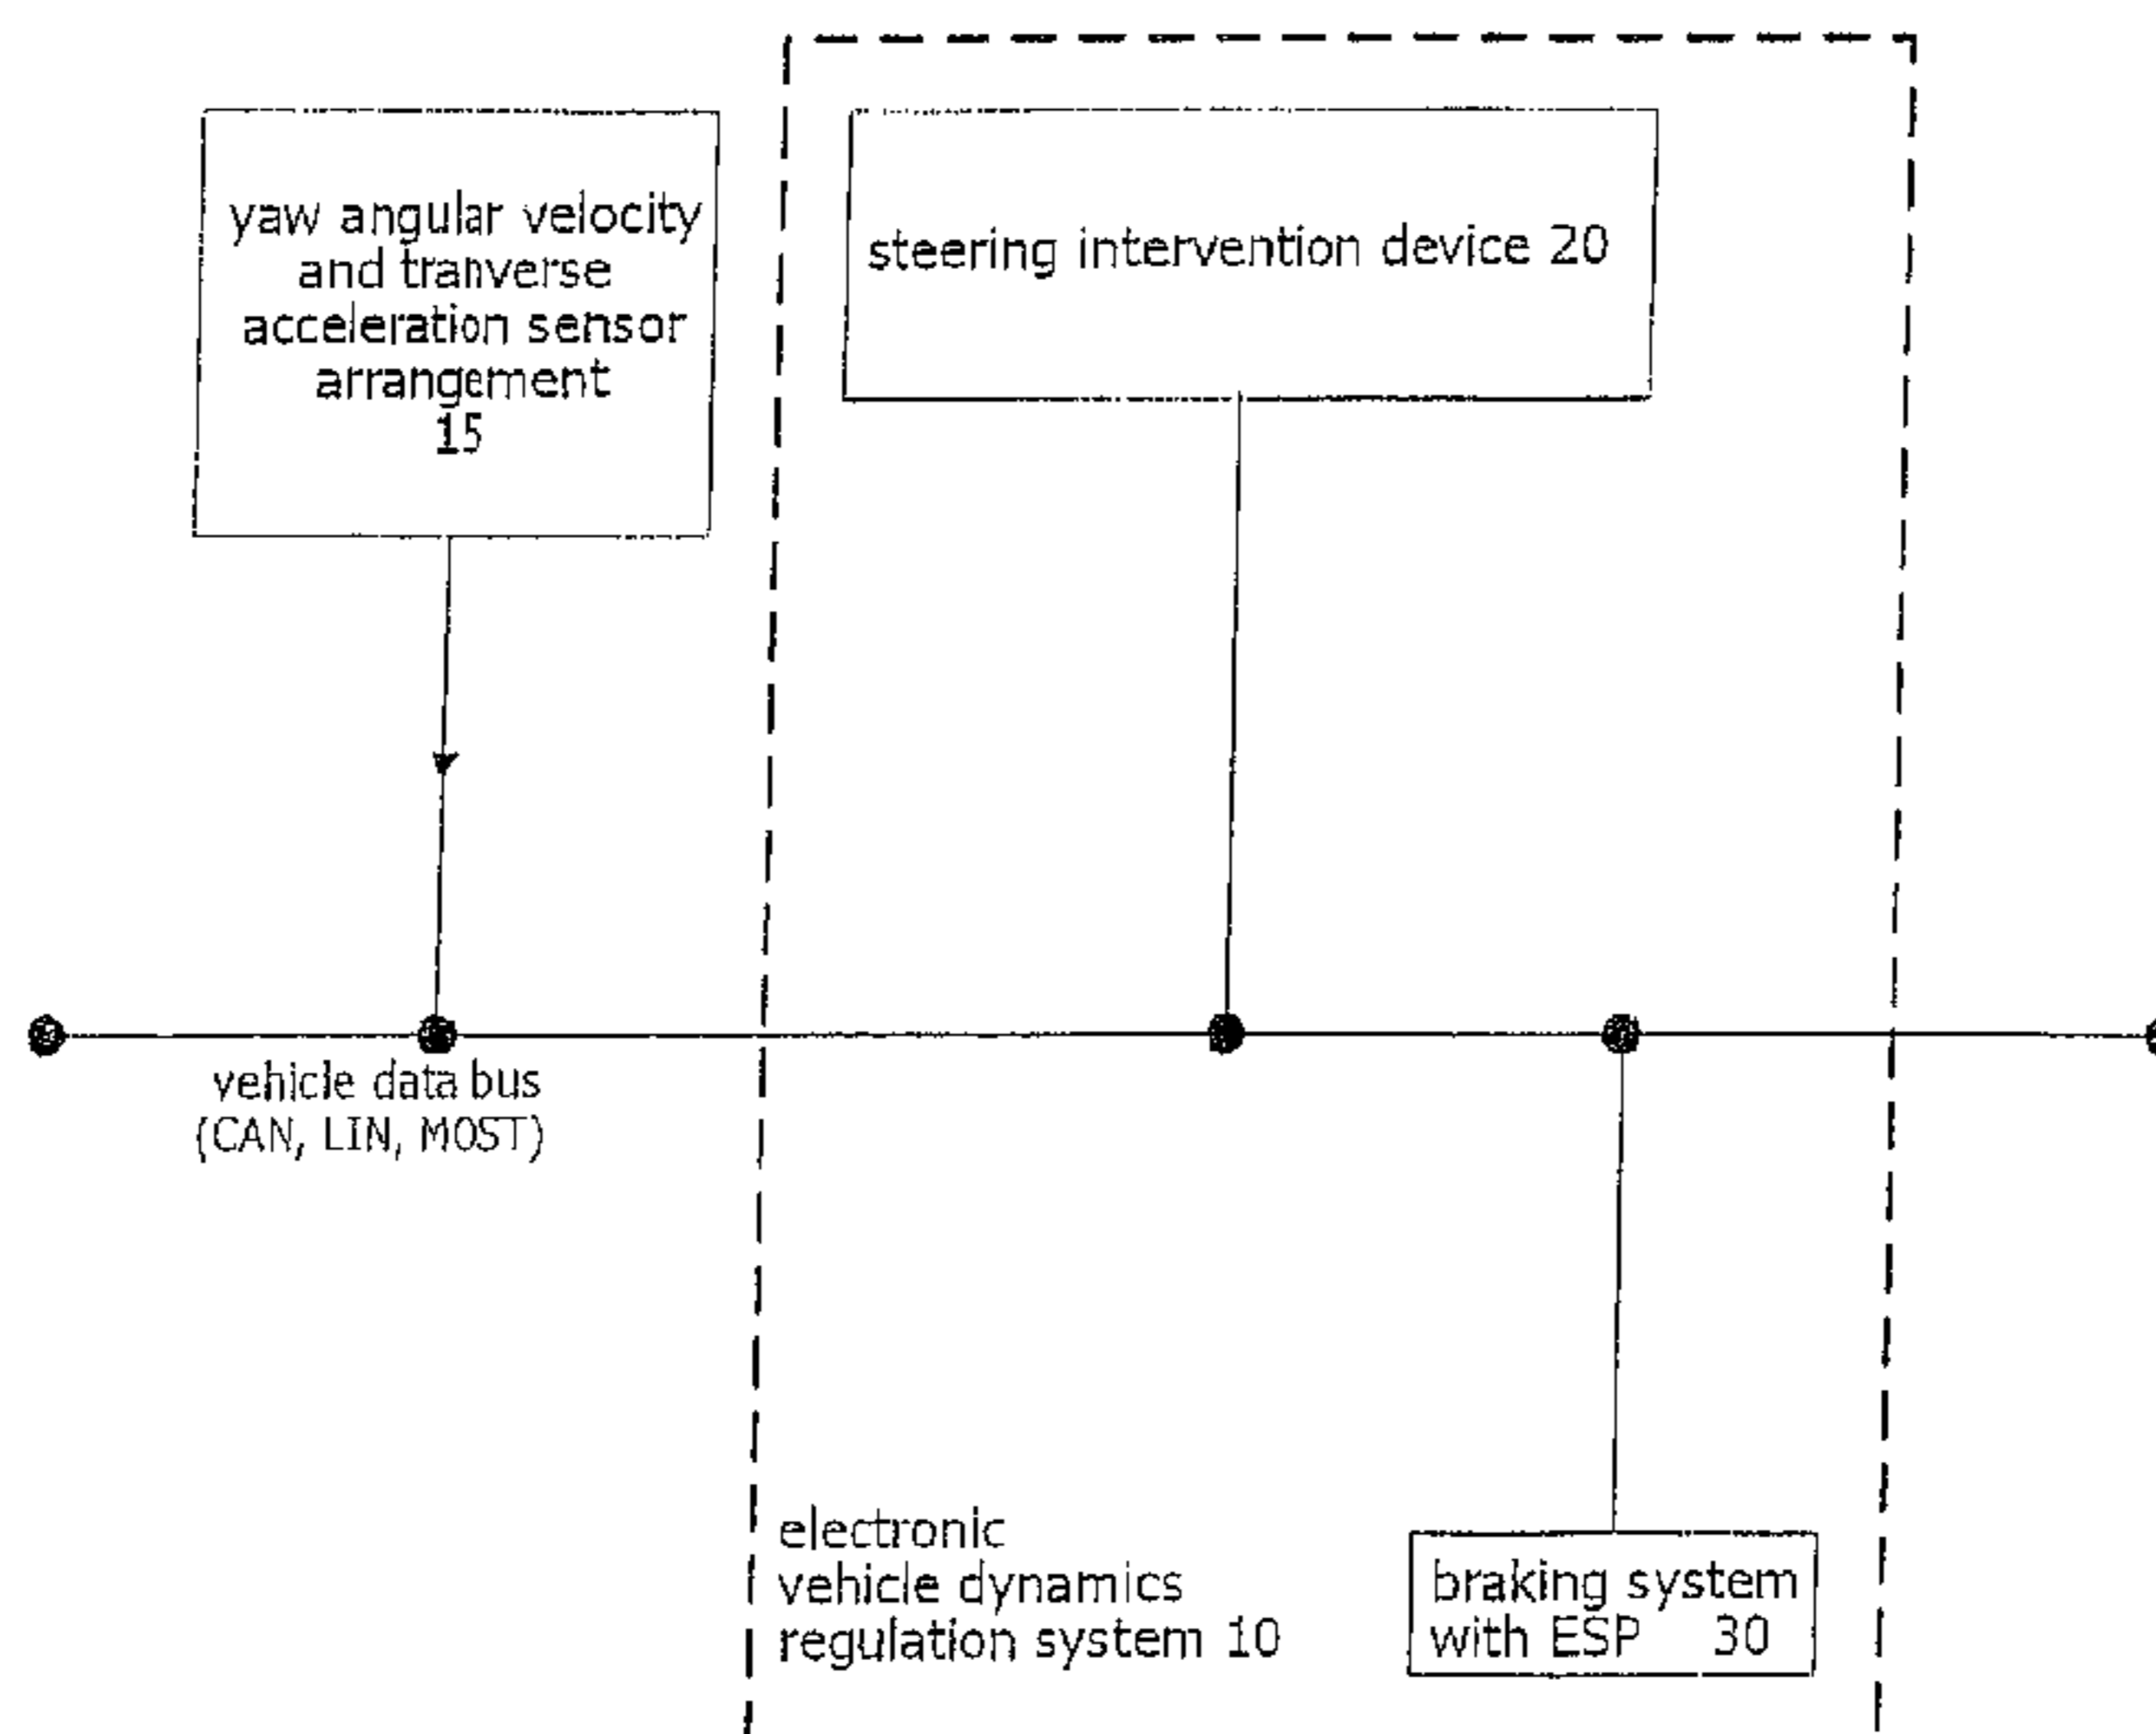 yaw angular velocity
and tranverse
acceleration sensor
arrangement
15
steering intervention device 20
vehicle data bus
(CAN, LIN, MOST)
electronic
vehicle dynamics
regulation system 10
braking system
with ESP 30